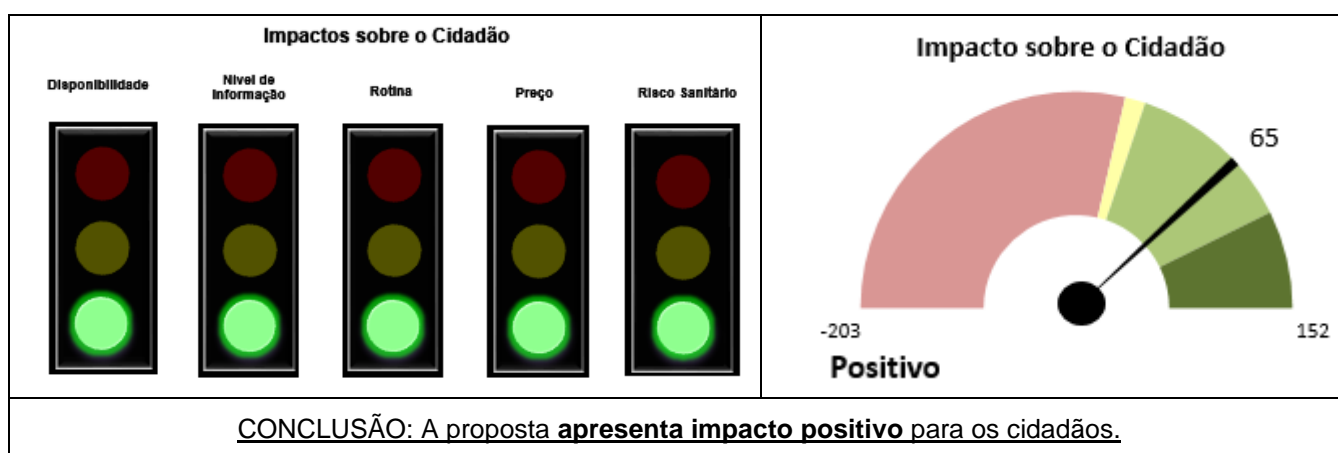 Impactos sobre o Cidadão
Disponibilidade
Nível de
Informação
Rotina
Preço
Risco Sanitário
Impacto sobre o Cidadão
65
-203
152
Positivo
CONCLUSÃO: A proposta apresenta impacto positivo para os cidadãos.